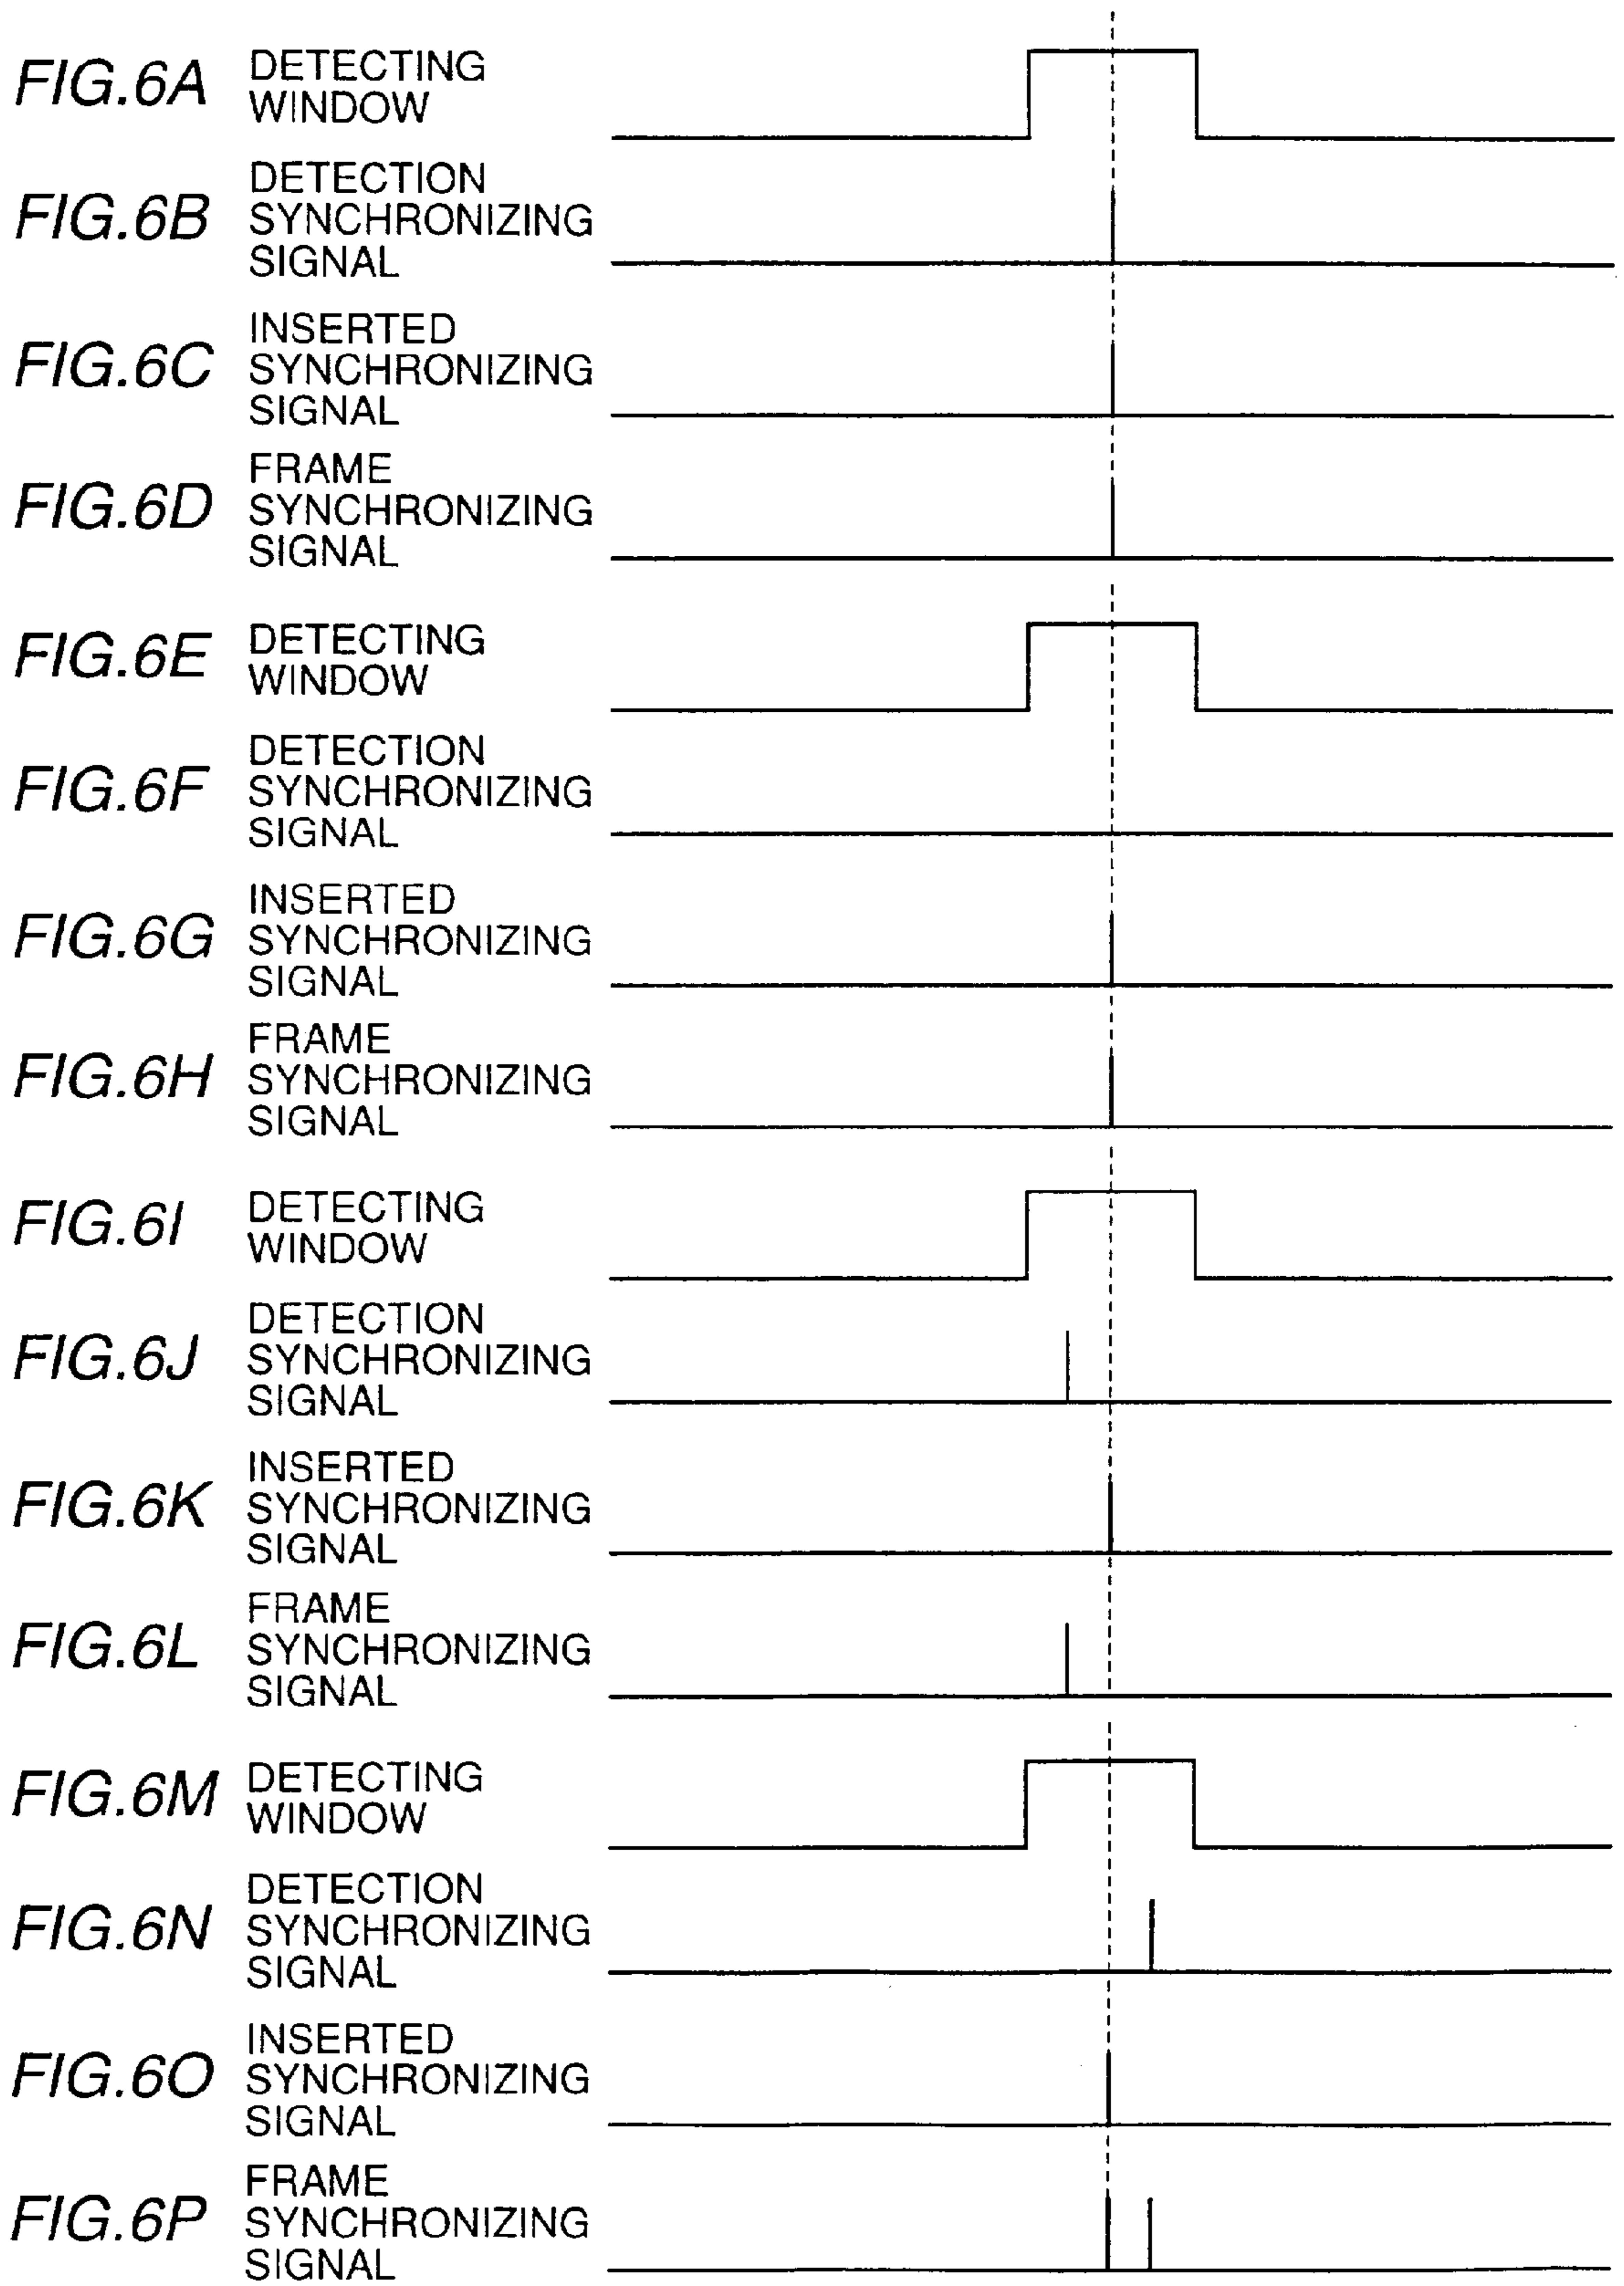 FIG.6A
DETECTING
WINDOW
FIG.6B
DETECTION
SYNCHRONIZING
SIGNAL
FIG.6C
INSERTED
SYNCHRONIZING
SIGNAL
FIG.6D
FRAME
SYNCHRONIZING
SIGNAL
FIG.6E
DETECTING
WINDOW
FIG.6F
DETECTION
SYNCHRONIZING
SIGNAL
FIG.6G
INSERTED
SYNCHRONIZING
SIGNAL
FIG.6H
FRAME
SYNCHRONIZING
SIGNAL
FIG.6I
DETECTING
WINDOW
FIG.6J
DETECTION
SYNCHRONIZING
SIGNAL
FIG.6K
INSERTED
SYNCHRONIZING
SIGNAL
FIG.6L
FRAME
SYNCHRONIZING
SIGNAL
FIG.6M
DETECTING
WINDOW
FIG.6N
DETECTION
SYNCHRONIZING
SIGNAL
FIG.6O
INSERTED
SYNCHRONIZING
SIGNAL
FIG.6P
FRAME
SYNCHRONIZING
SIGNAL